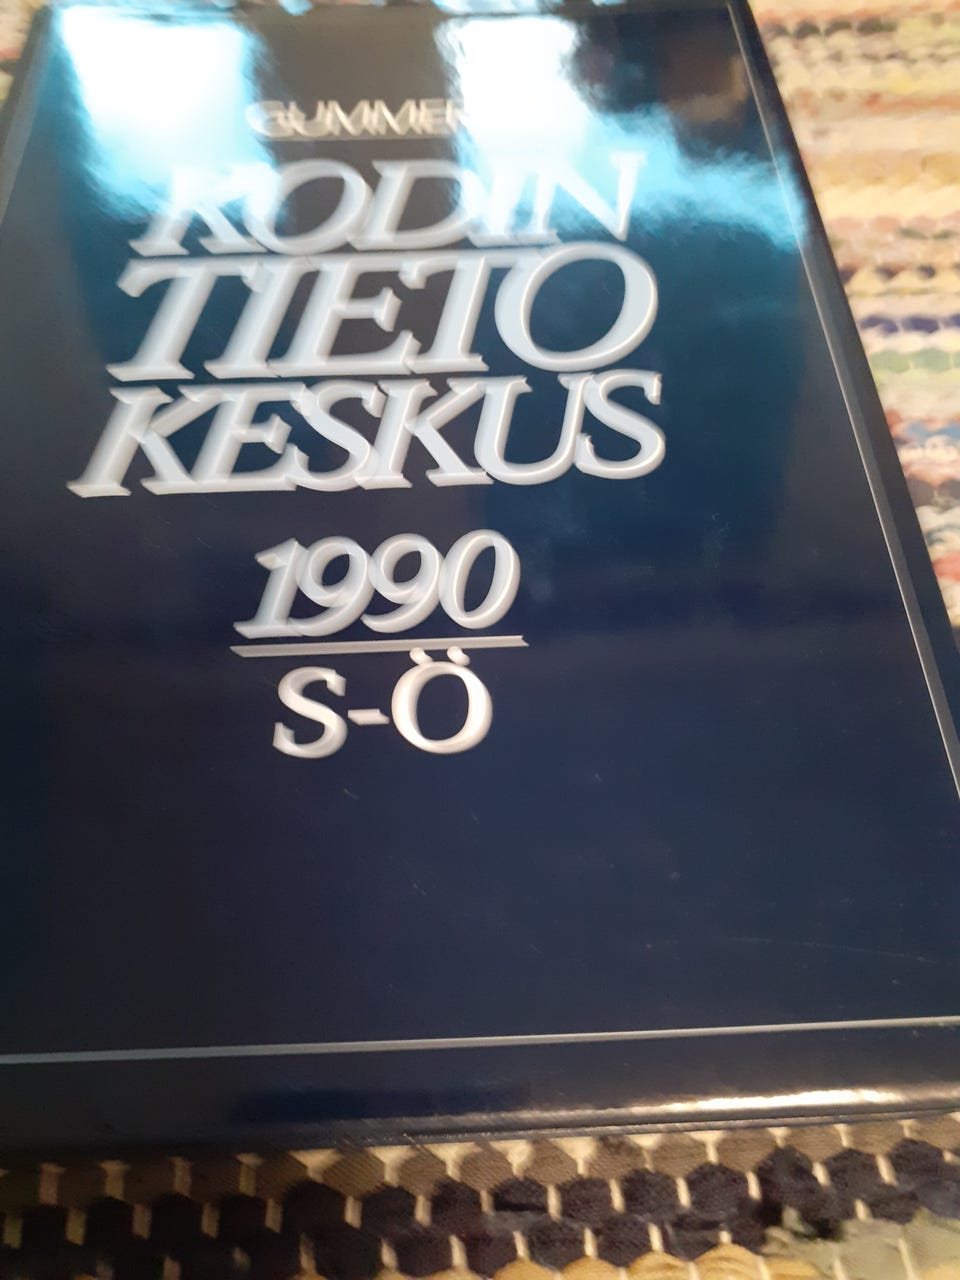 KODIN
TIETO
KESKUS
1990
S-Ö